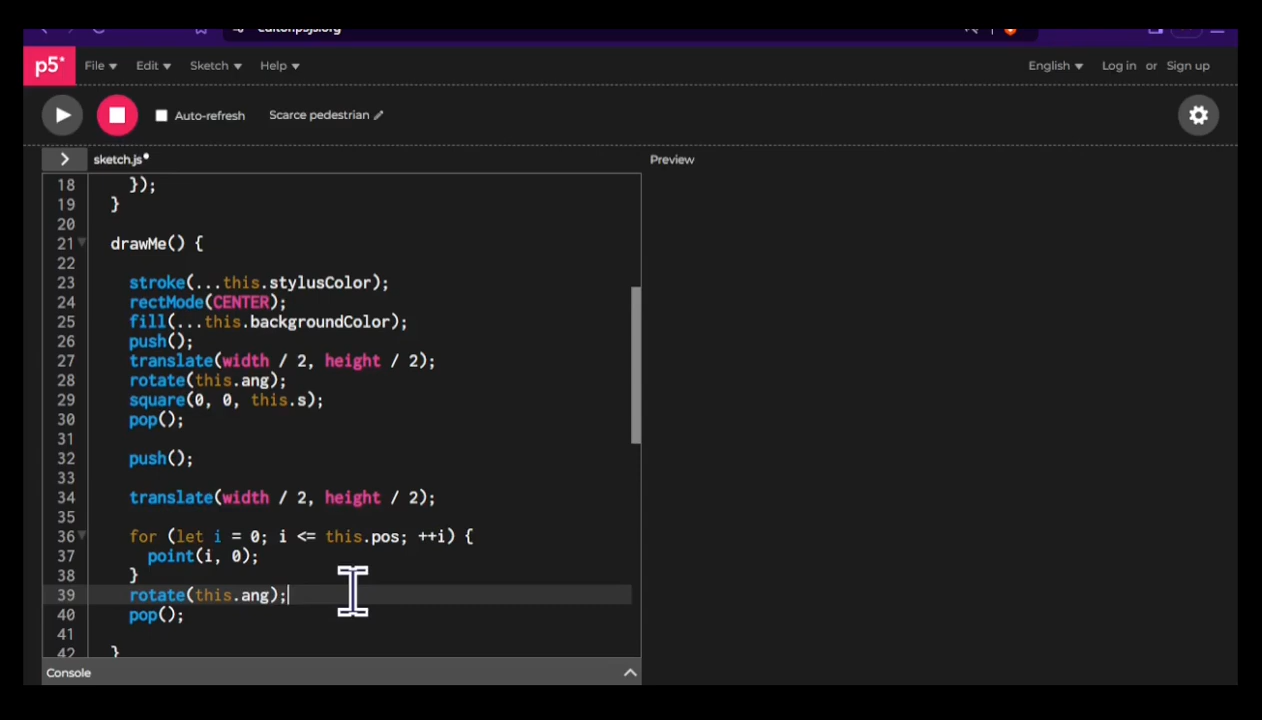 p5* File Edit Sketch Help English Log in or Sign up
Auto-refresh Scarce pedestrian
sketch.js Preview
18 });
19 }
20
21 drawMe() {
22
23 stroke(...this.stylusColor);
24 rectMode(CENTER);
25 fill(...this.backgroundColor);
26 push();
27 translate(width / 2, height / 2);
28 rotate(this.ang);
29 square(0, 0, this.s);
30 pop();
31
32 push();
33
34 translate(width / 2, height / 2);
35
36 for (let i = 0; i <= this.pos; ++i) {
37 point(i, 0);
38 }
39 rotate(this.ang);
40 pop();
41
42 }
Console